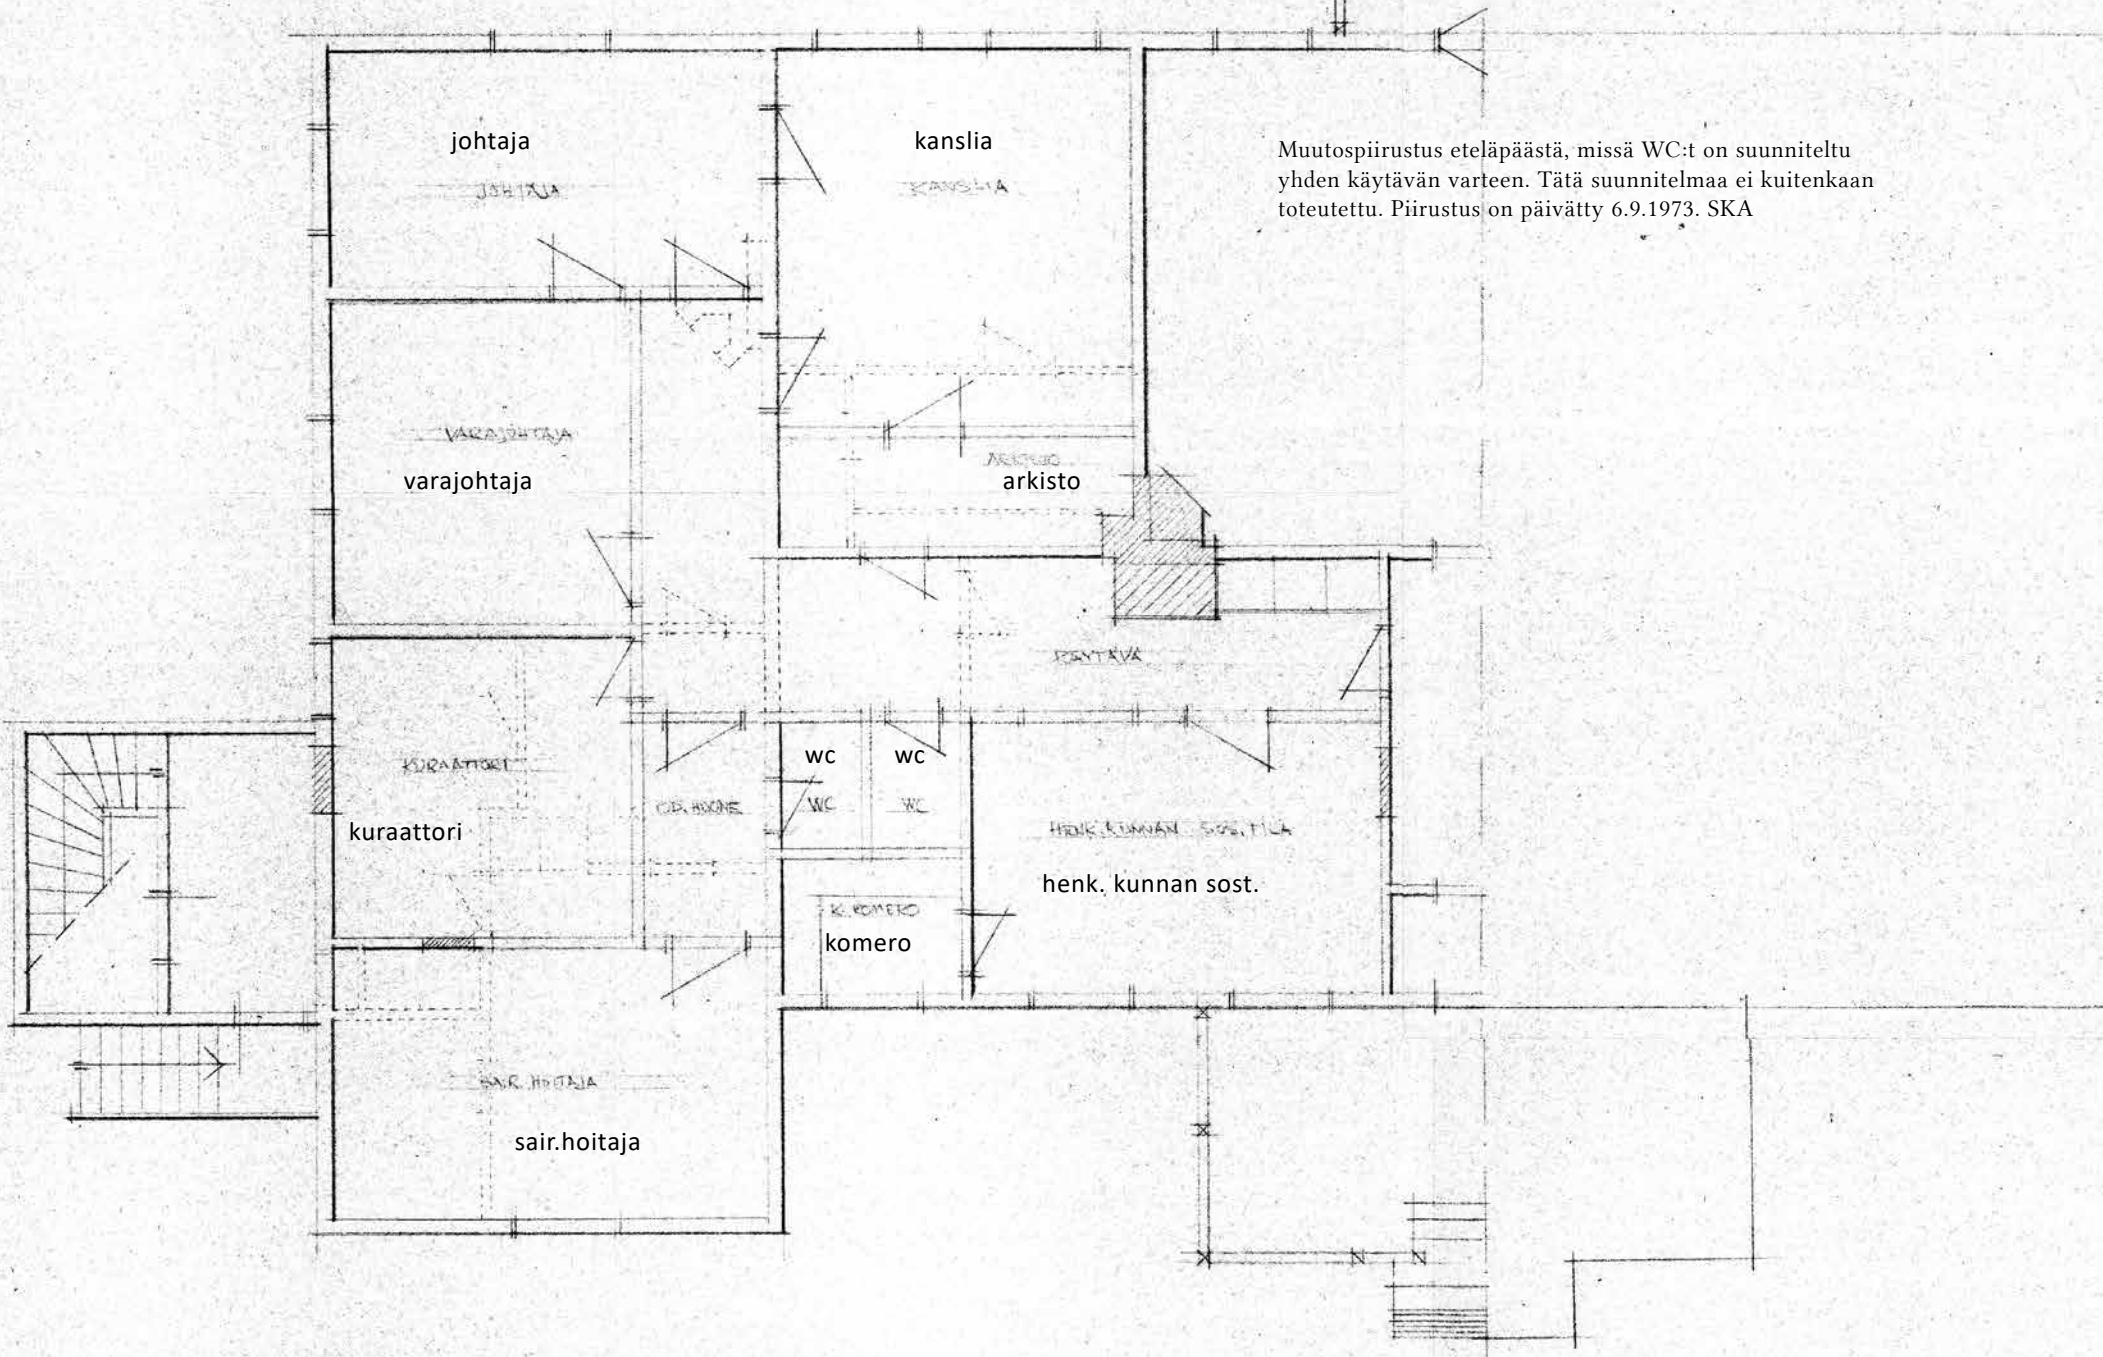 johtaja
kanslia
JOHTAJA
KANSLIA
Muutospiirustus eteläpäästä, missä WC:t on suunniteltu
yhden käytävän varteen. Tätä suunnitelmaa ei kuitenkaan
toteutettu. Piirustus on päivätty 6.9.1973. SKA
VARAJOHTAJA
varajohtaja
ARKISTO
arkisto
KÄYTÄVÄ
wc
wc
KURAATTORI
kuraattori
OD. HUONE
WC
WC
HENK. KUNNAN SOS. TILA
henk. kunnan sost.
K. KOMERO
komero
SAIR. HOITAJA
sair.hoitaja